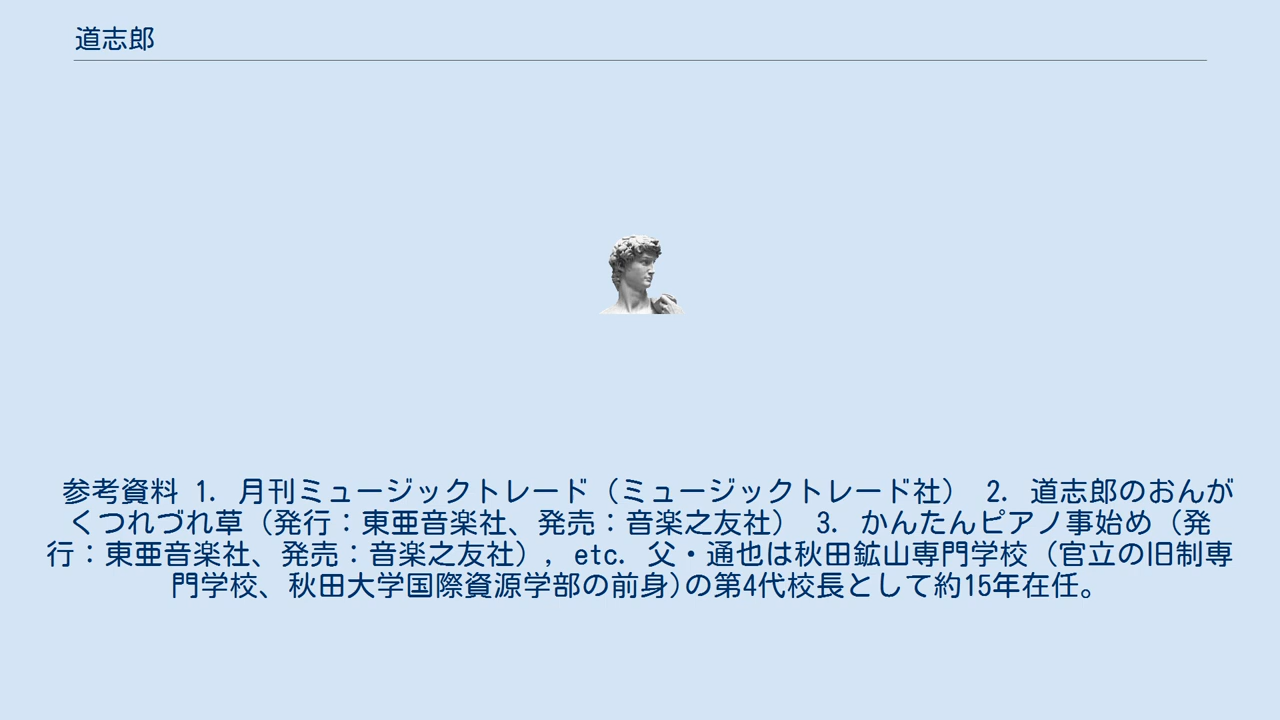 道志郎
参考資料 1. 月刊ミュージックトレード（ミュージックトレード社） 2. 道志郎のおんが
くつれづれ草（発行：東亜音楽社、発売：音楽之友社） 3. かんたんピアノ事始め（発
行：東亜音楽社、発売：音楽之友社）, etc. 父・通也は秋田鉱山専門学校（官立の旧制専
門学校、秋田大学国際資源学部の前身)の第4代校長として約15年在任。